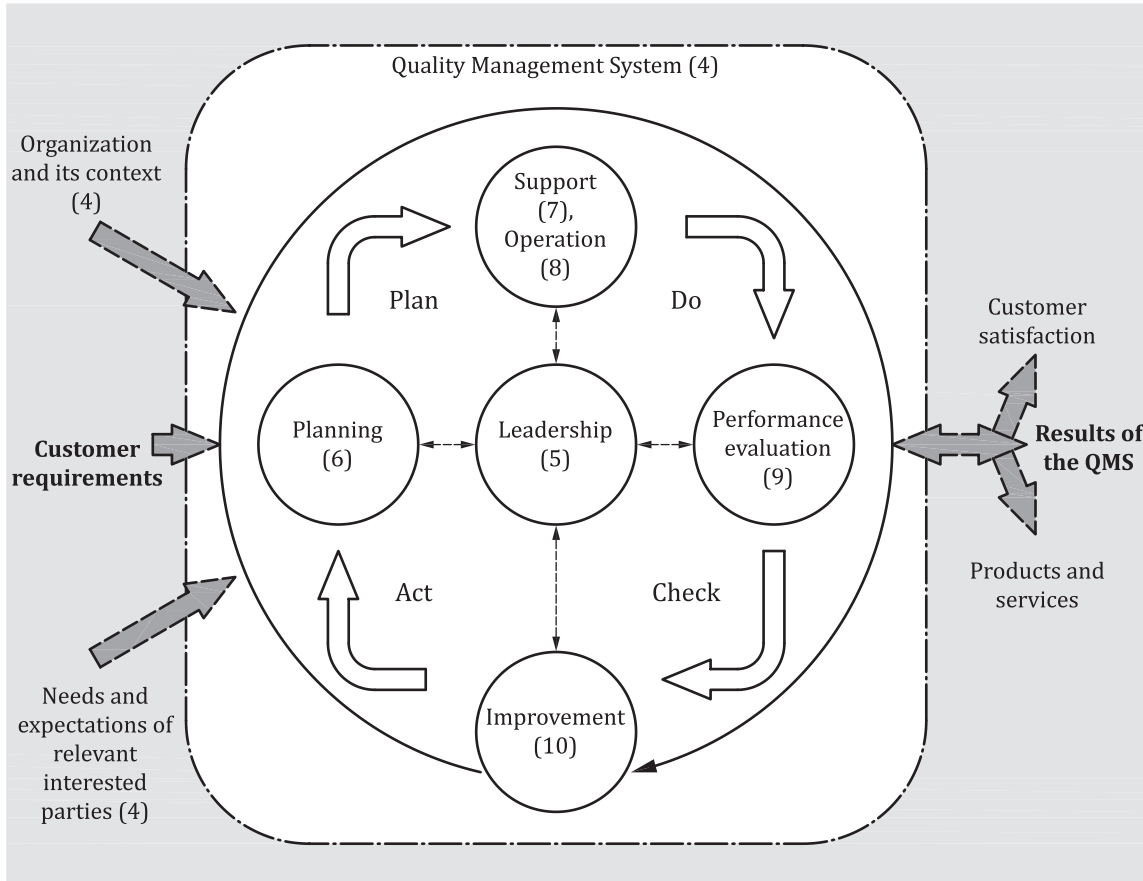 Quality Management System (4)
Organization
and its context
(4)
Support
(7),
Operation
(8)
Plan
Do
Customer
satisfaction
Customer
requirements
Planning
(6)
Leadership
(5)
Performance
evaluation
(9)
Results of
the QMS
Act
Check
Products and
services
Needs and
expectations of
relevant
interested
parties (4)
Improvement
(10)